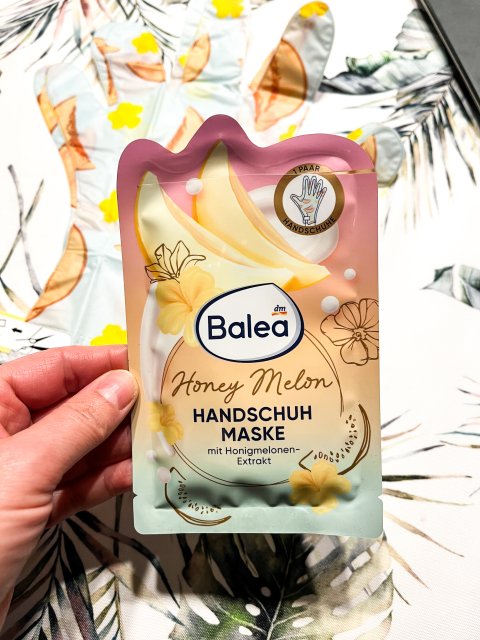 1 PAAR
HANDSCHUHE
dm
Balea
Honey Melon
HANDSCHUH
MASKE
mit Honigmelonen-
Extrakt